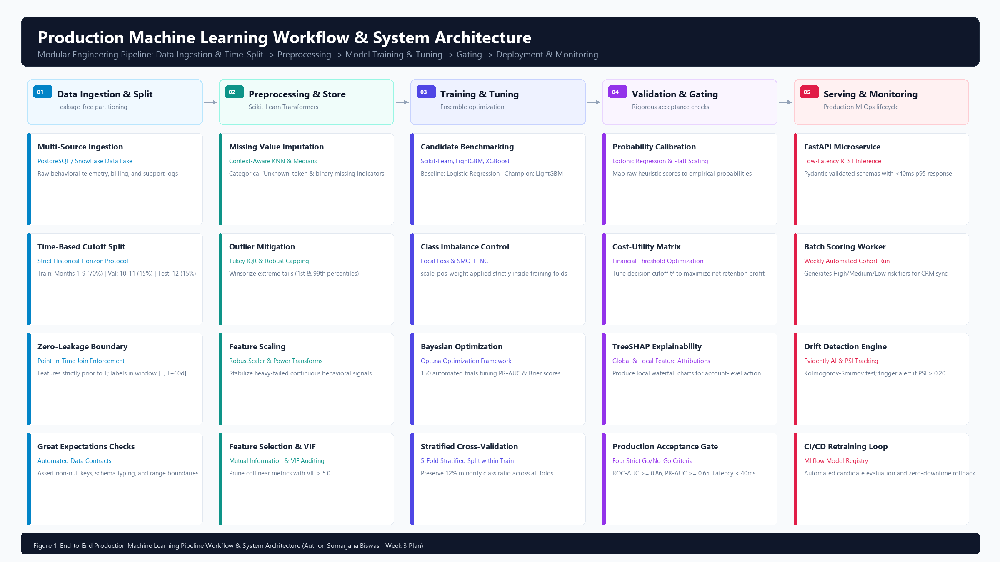 Production Machine Learning Workflow & System Architecture
Modular Engineering Pipeline: Data Ingestion & Time-Split -> Preprocessing -> Model Training & Tuning -> Gating -> Deployment & Monitoring
01
Data Ingestion & Split
Leakage-free partitioning
Multi-Source Ingestion
PostgreSQL / Snowflake Data Lake
Raw behavioral telemetry, billing, and support logs
Time-Based Cutoff Split
Strict Historical Horizon Protocol
Train: Months 1-9 (70%) | Val: 10-11 (15%) | Test: 12 (15%)
Zero-Leakage Boundary
Point-in-Time Join Enforcement
Features strictly prior to T; labels in window [T, T+60d]
Great Expectations Checks
Automated Data Contracts
Assert non-null keys, schema typing, and range boundaries
02
Preprocessing & Store
Scikit-Learn Transformers
Missing Value Imputation
Context-Aware KNN & Medians
Categorical 'Unknown' token & binary missing indicators
Outlier Mitigation
Tukey IQR & Robust Capping
Winsorize extreme tails (1st & 99th percentiles)
Feature Scaling
RobustScaler & Power Transforms
Stabilize heavy-tailed continuous behavioral signals
Feature Selection & VIF
Mutual Information & VIF Auditing
Prune collinear metrics with VIF > 5.0
03
Training & Tuning
Ensemble optimization
Candidate Benchmarking
Scikit-Learn, LightGBM, XGBoost
Baseline: Logistic Regression | Champion: LightGBM
Class Imbalance Control
Focal Loss & SMOTE-NC
scale_pos_weight applied strictly inside training folds
Bayesian Optimization
Optuna Optimization Framework
150 automated trials tuning PR-AUC & Brier scores
Stratified Cross-Validation
5-Fold Stratified Split within Train
Preserve 12% minority class ratio across all folds
04
Validation & Gating
Rigorous acceptance checks
Probability Calibration
Isotonic Regression & Platt Scaling
Map raw heuristic scores to empirical probabilities
Cost-Utility Matrix
Financial Threshold Optimization
Tune decision cutoff t* to maximize net retention profit
TreeSHAP Explainability
Global & Local Feature Attributions
Produce local waterfall charts for account-level action
Production Acceptance Gate
Four Strict Go/No-Go Criteria
ROC-AUC >= 0.86, PR-AUC >= 0.65, Latency < 40ms
05
Serving & Monitoring
Production MLOps lifecycle
FastAPI Microservice
Low-Latency REST Inference
Pydantic validated schemas with <40ms p95 response
Batch Scoring Worker
Weekly Automated Cohort Run
Generates High/Medium/Low risk tiers for CRM sync
Drift Detection Engine
Evidently AI & PSI Tracking
Kolmogorov-Smirnov test; trigger alert if PSI > 0.20
CI/CD Retraining Loop
MLflow Model Registry
Automated candidate evaluation and zero-downtime rollback
Figure 1: End-to-End Production Machine Learning Pipeline Workflow & System Architecture (Author: Sumarjana Biswas - Week 3 Plan)